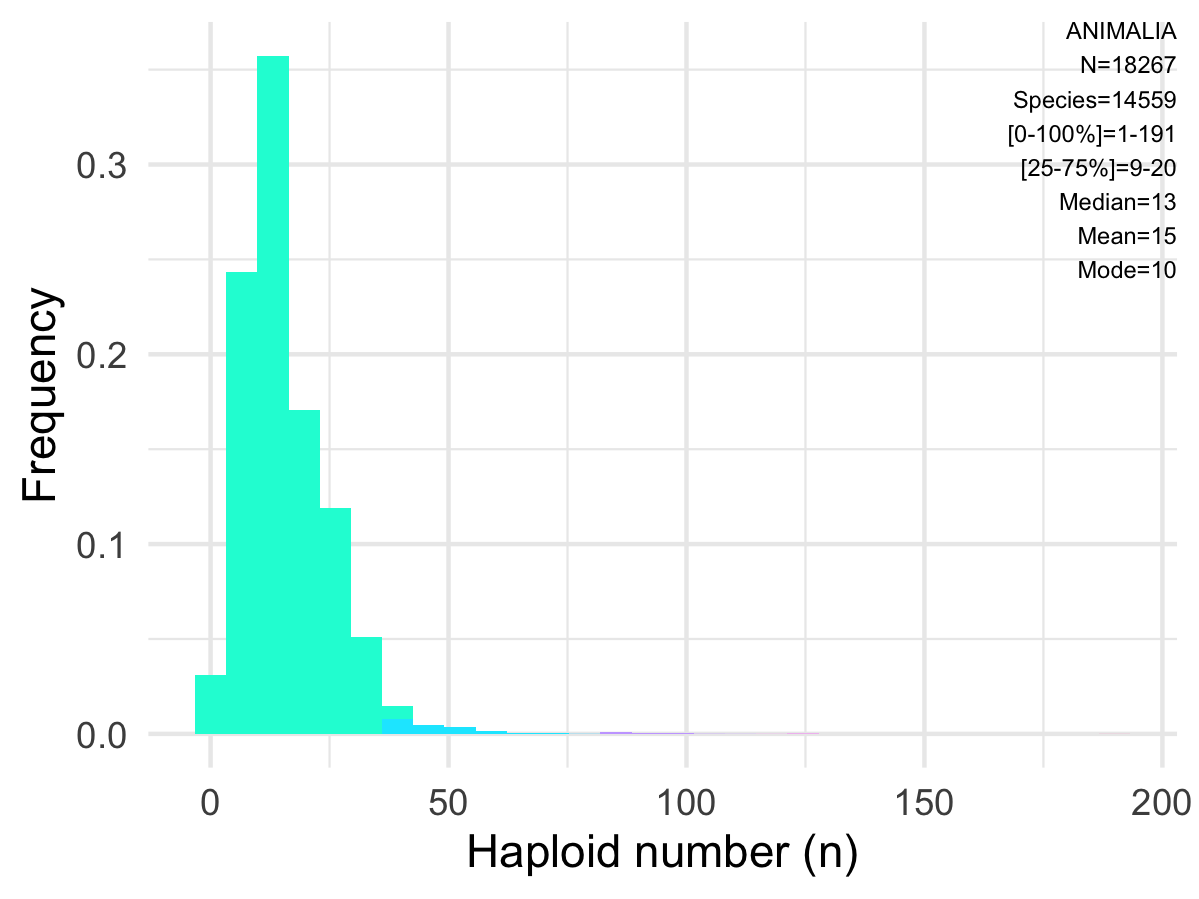 ANIMALIA
N=18267
Species=14559
[0-100%]=1-191
[25-75%]=9-20
Median=13
Mean=15
Mode=10
Frequency
0.3
0.2
0.1
0.0
0 50 100 150 200
Haploid number (n)